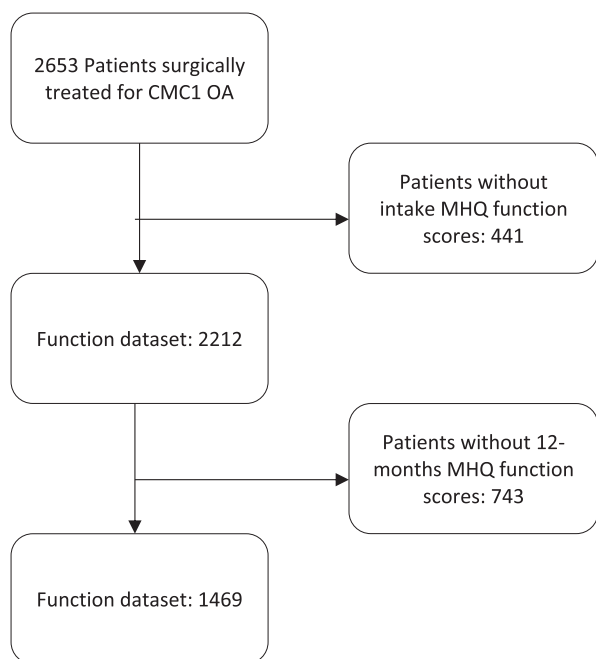 2653 Patients surgically
treated for CMC1 OA
Patients without
intake MHQ function
scores: 441
Function dataset: 2212
Patients without 12-
months MHQ function
scores: 743
Function dataset: 1469